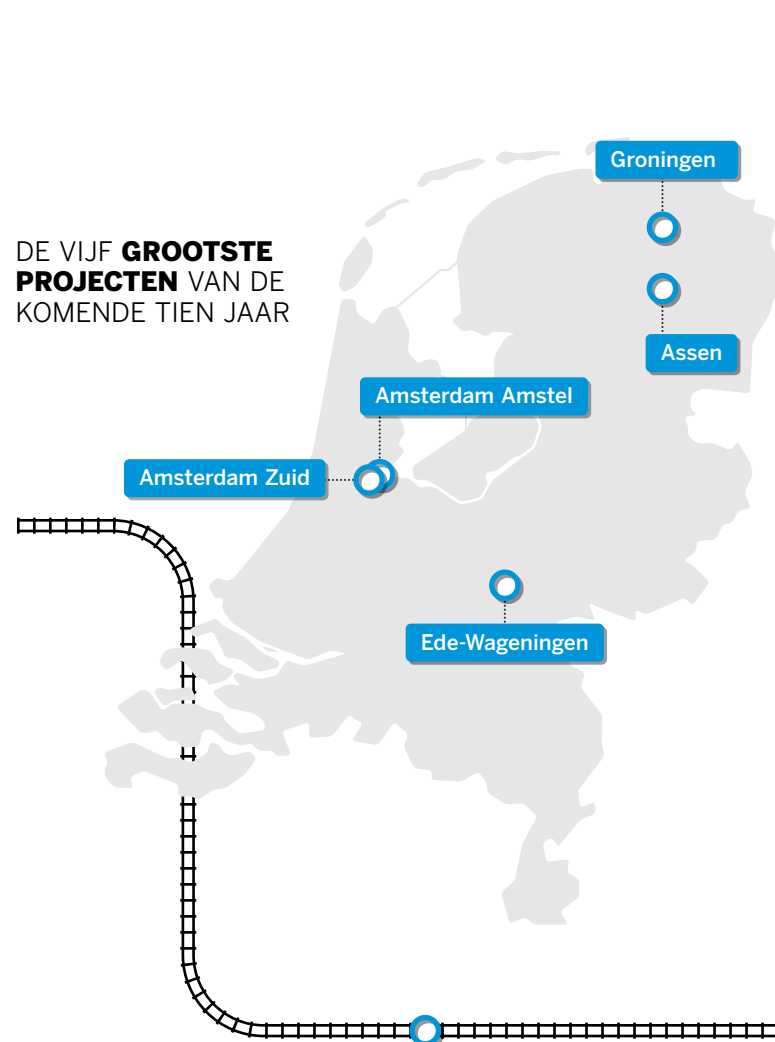 Groningen
DE VIJF GROOTSTE
PROJECTEN VAN DE
KOMENDE TIEN JAAR
Assen
Amsterdam Amstel
Amsterdam Zuid
Ede-Wageningen